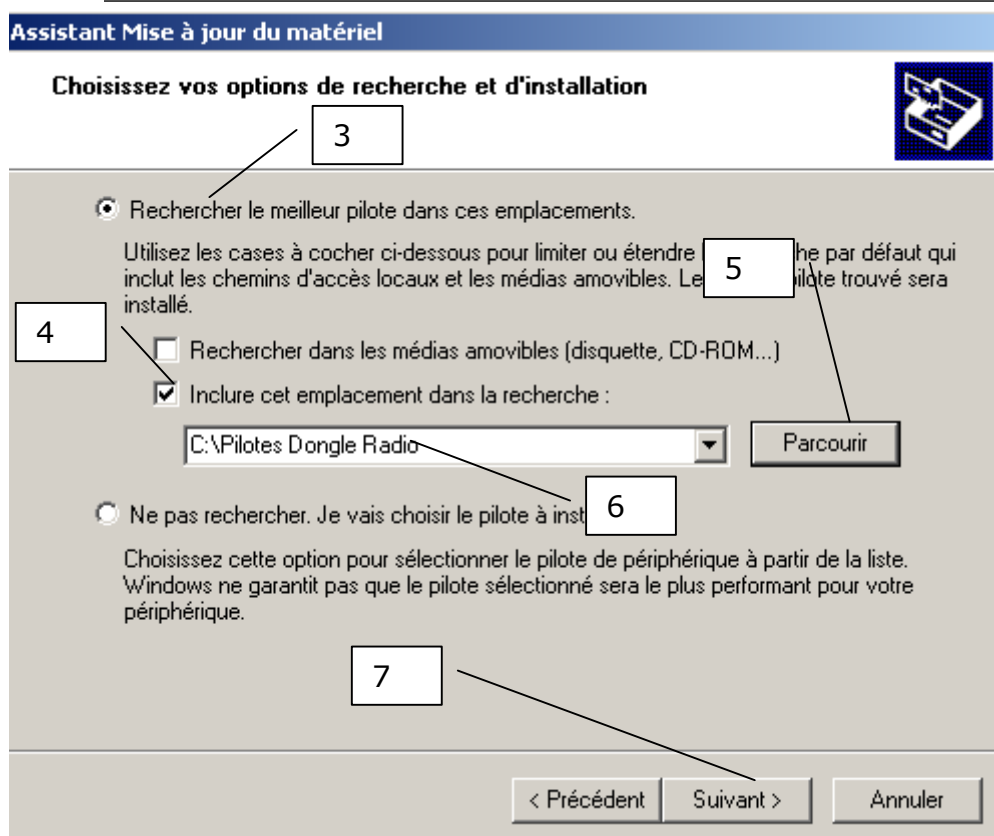 Assistant Mise à jour du matériel
Choisissez vos options de recherche et d'installation
3
Rechercher le meilleur pilote dans ces emplacements.
Utilisez les cases à cocher ci-dessous pour limiter ou étendre he par défaut qui
5
inclut les chemins d'accès locaux et les médias amovibles. Le pilote trouvé sera
installé.
4
Rechercher dans les médias amovibles (disquette, CD-ROM...)
Inclure cet emplacement dans la recherche :
C:\Pilotes Dongle Radio
Parcourir
6
Ne pas rechercher. Je vais choisir le pilote à inst
Choisissez cette option pour sélectionner le pilote de périphérique à partir de la liste.
Windows ne garantit pas que le pilote sélectionné sera le plus performant pour votre
périphérique.
7
< Précédent
Suivant >
Annuler